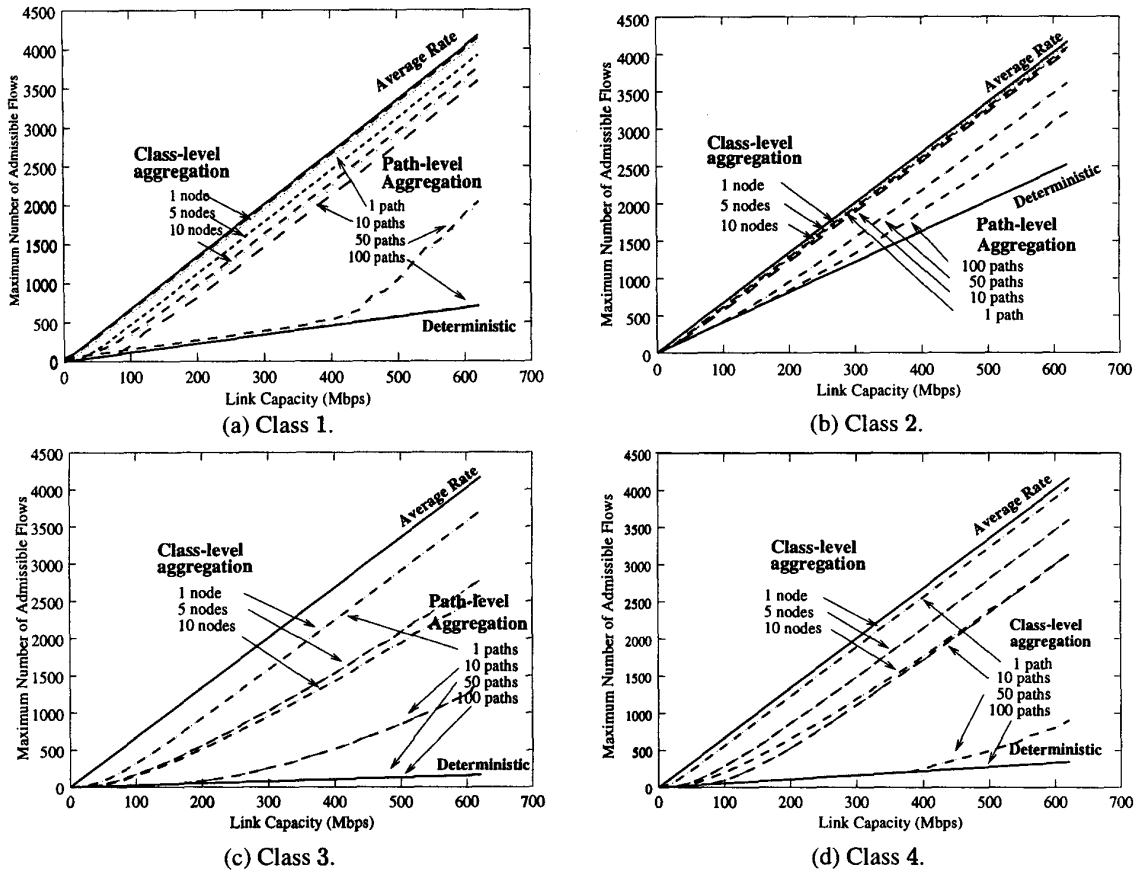 4500
4000
3500
3000
2500
2000
1500
1000
500
0
Maximum Number of Admissible Flows
Average Rate
Class-level
aggregation
1 node
5 nodes
10 nodes
Path-level
Aggregation
1 path
10 paths
50 paths
100 paths
Deterministic
0 100 200 300 400 500 600 700
Link Capacity (Mbps)
(a) Class 1.
4500
4000
3500
3000
2500
2000
1500
1000
500
0
Maximum Number of Admissible Flows
Average Rate
Class-level
aggregation
1 node
5 nodes
10 nodes
Deterministic
Path-level
Aggregation
100 paths
50 paths
10 paths
1 path
0 100 200 300 400 500 600 700
Link Capacity (Mbps)
(b) Class 2.
4500
4000
3500
3000
2500
2000
1500
1000
500
0
Maximum Number of Admissible Flows
Average Rate
Class-level
aggregation
1 node
5 nodes
10 nodes
Path-level
Aggregation
1 paths
10 paths
50 paths
100 paths
Deterministic
0 100 200 300 400 500 600 700
Link Capacity (Mbps)
(c) Class 3.
4500
4000
3500
3000
2500
2000
1500
1000
500
0
Maximum Number of Admissible Flows
Average Rate
Class-level
aggregation
1 node
5 nodes
10 nodes
Class-level
aggregation
1 path
10 paths
50 paths
100 paths
Deterministic
0 100 200 300 400 500 600 700
Link Capacity (Mbps)
(d) Class 4.